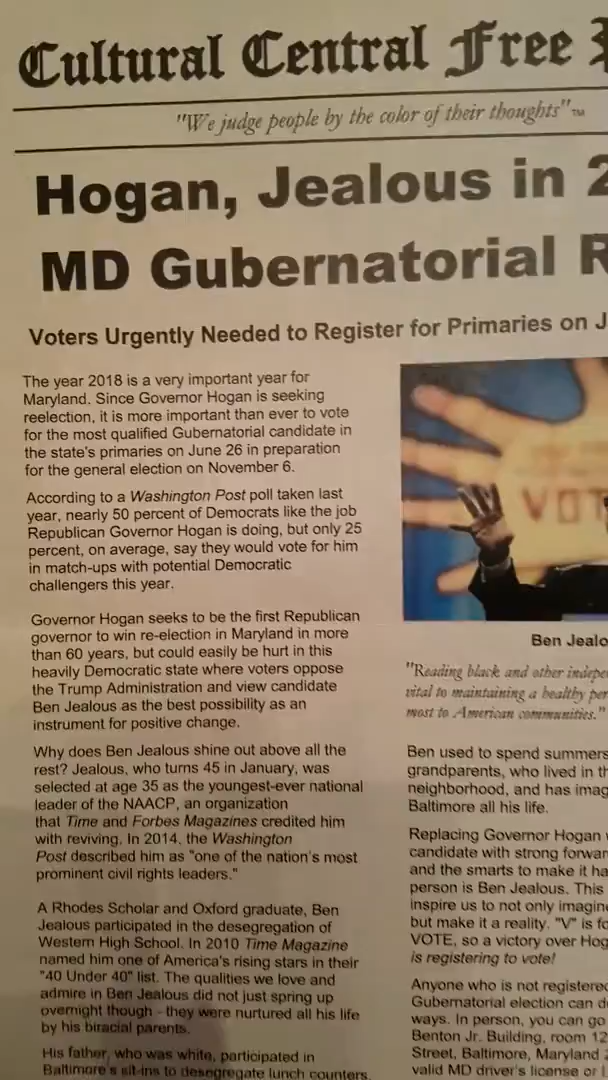 Cultural Central Free
"We judge people by the color of their thoughts"™
Hogan, Jealous in 2
MD Gubernatorial R
Voters Urgently Needed to Register for Primaries on J
The year 2018 is a very important year for
Maryland. Since Governor Hogan is seeking
reelection, it is more important than ever to vote
for the most qualified Gubernatorial candidate in
the state's primaries on June 26 in preparation
for the general election on November 6.
According to a Washington Post poll taken last
year, nearly 50 percent of Democrats like the job
Republican Governor Hogan is doing, but only 25
percent, on average, say they would vote for him
in match-ups with potential Democratic
challengers this year.
Governor Hogan seeks to be the first Republican
governor to win re-election in Maryland in more
than 60 years, but could easily be hurt in this
heavily Democratic state where voters oppose
the Trump Administration and view candidate
Ben Jealous as the best possibility as an
instrument for positive change.
Why does Ben Jealous shine out above all the
rest? Jealous, who turns 45 in January, was
selected at age 35 as the youngest-ever national
leader of the NAACP, an organization
that Time and Forbes Magazines credited him
with reviving. In 2014, the Washington
Post described him as "one of the nation's most
prominent civil rights leaders."
A Rhodes Scholar and Oxford graduate, Ben
Jealous participated in the desegregation of
Western High School. In 2010 Time Magazine
named him one of America's rising stars in their
"40 Under 40" list. The qualities we love and
admire in Ben Jealous did not just spring up
overnight though - they were nurtured all his life
by his biracial parents.
His father, who was white, participated in
Baltimore's sit-ins to desegregate lunch counters,
VOT
Ben Jealo
"Reading black and other indepe
vital to maintaining a healthy per
most to American communities."
Ben used to spend summers
grandparents, who lived in th
neighborhood, and has imag
Baltimore all his life.
Replacing Governor Hogan
candidate with strong forwar
and the smarts to make it ha
person is Ben Jealous. This
inspire us to not only imagine
but make it a reality. "V" is fo
VOTE, so a victory over Hog
is registering to vote!
Anyone who is not registered
Gubernatorial election can d
ways. In person, you can go
Benton Jr. Building, room 12
Street, Baltimore, Maryland 2
valid MD driver's license or I